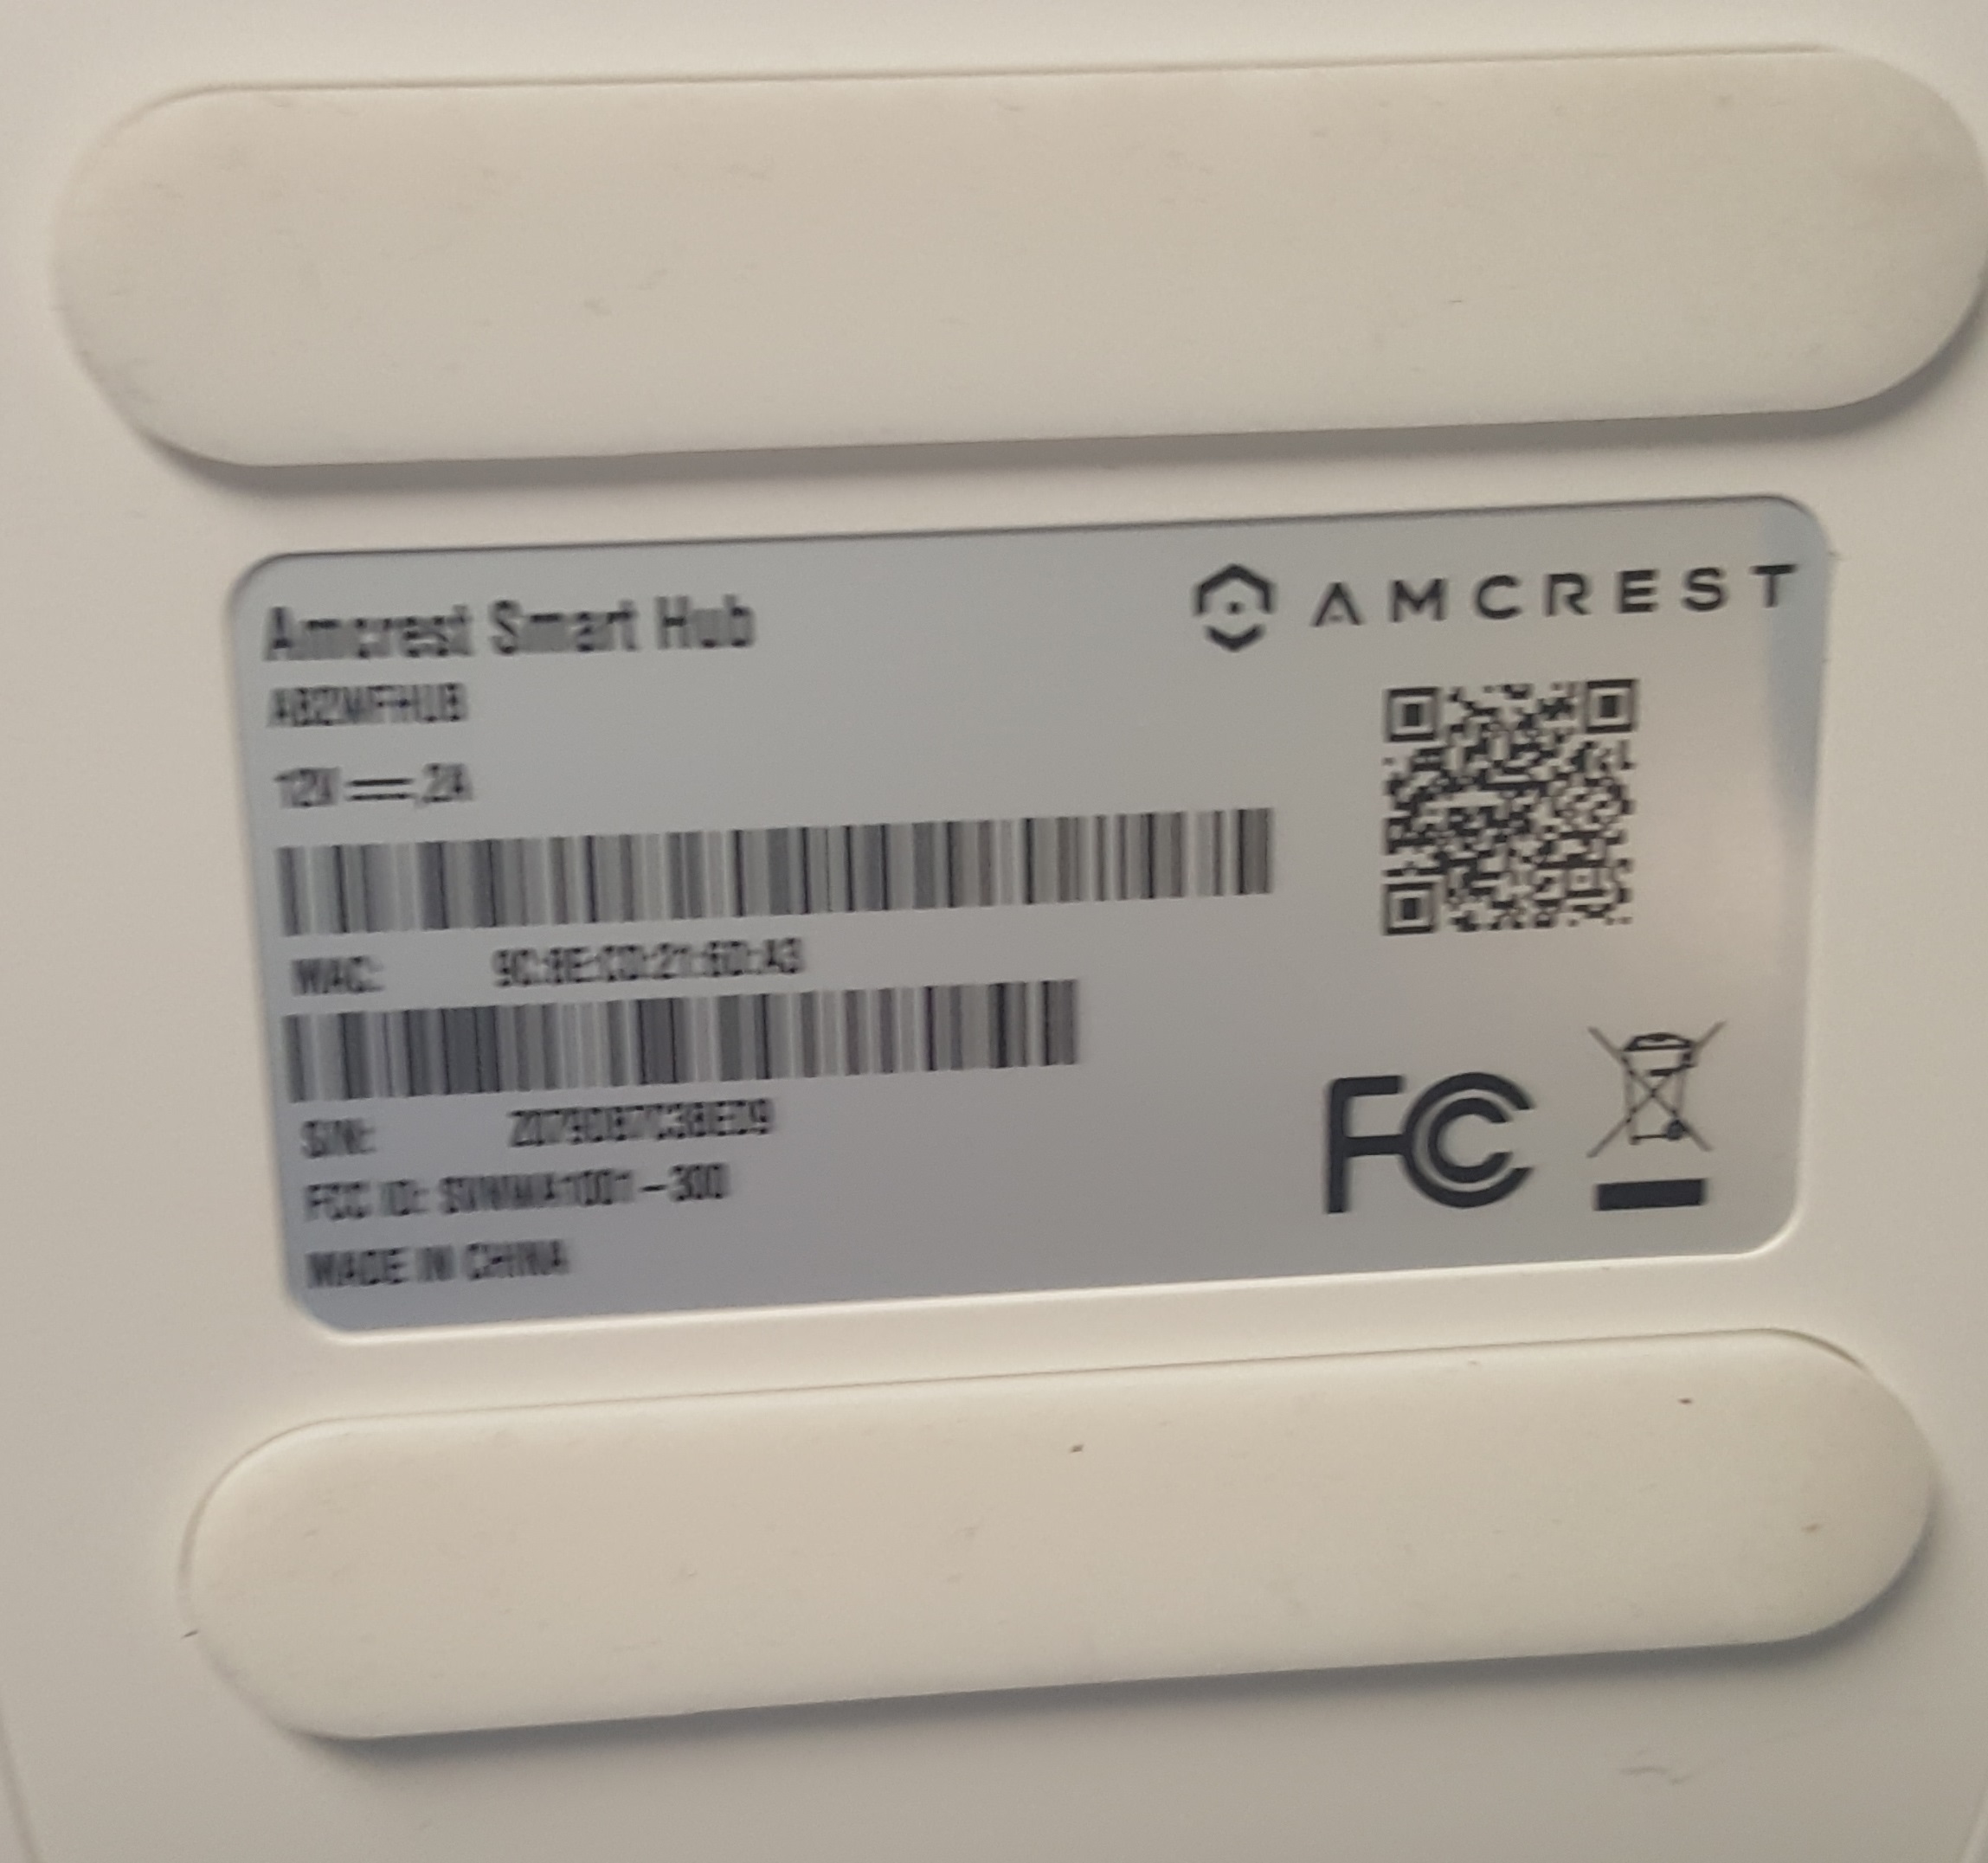 Amcrest Smart Hub
AMCREST
AB2WFHUB
12V⎓2A
MAC: 9C:8E:CD:21:6D:A3
S/N:
FCC ID:
MADE IN CHINA
FC